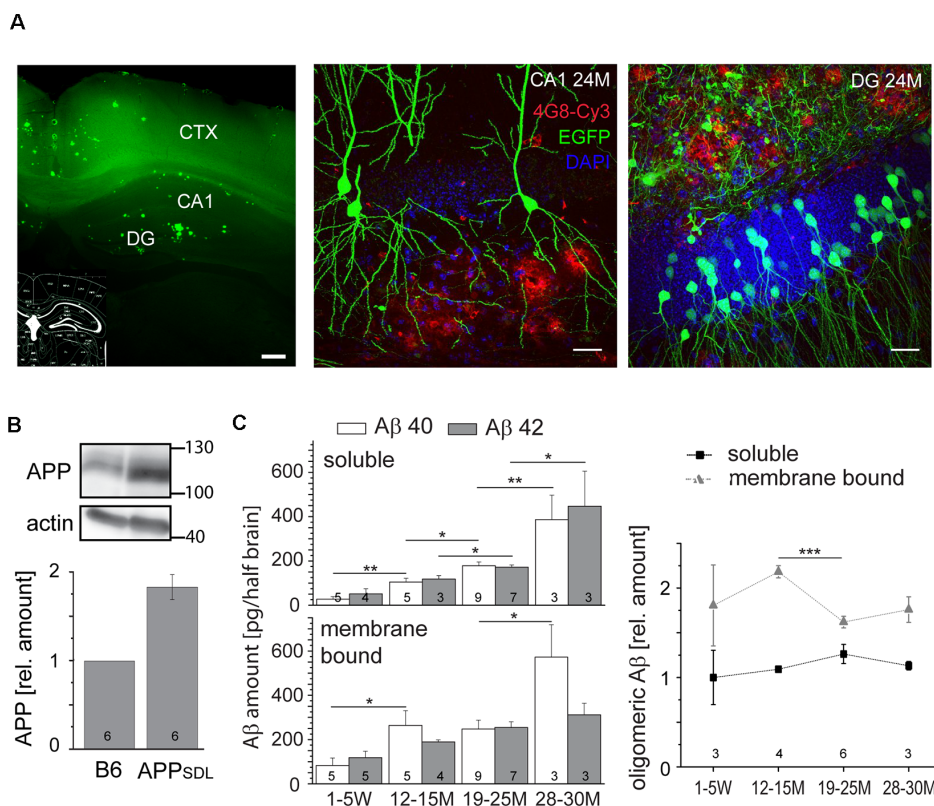 A
CTX
CA1
DG
CA1 24M
4G8-Cy3
EGFP
DAPI
DG 24M
B
APP
130
100
actin
40
APP [rel. amount]
2
1
0
6
6
B6
APPSDL
C
Aβ 40
Aβ 42
Aβ amount [pg/half brain]
soluble
600
400
200
0
**
*
*
**
*
5
4
5
3
9
7
3
3
membrane
bound
600
400
200
0
*
*
5
5
5
4
9
7
3
3
1-5W
12-15M
19-25M
28-30M
soluble
membrane bound
oligomeric Aβ [rel. amount]
2
1
0
***
3
4
6
3
1-5W
12-15M
19-25M
28-30M